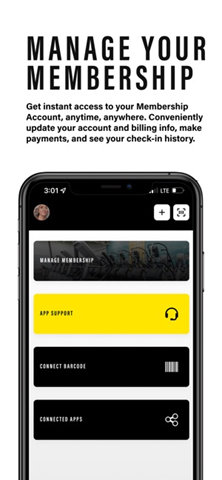 MANAGE YOUR
MEMBERSHIP
Get instant access to your Membership
Account, anytime, anywhere. Conveniently
update your account and billing info, make
payments, and see your check-in history.
3:01 LTE
MANAGE MEMBERSHIP
APP SUPPORT
CONNECT BARCODE
CONNECTED APPS